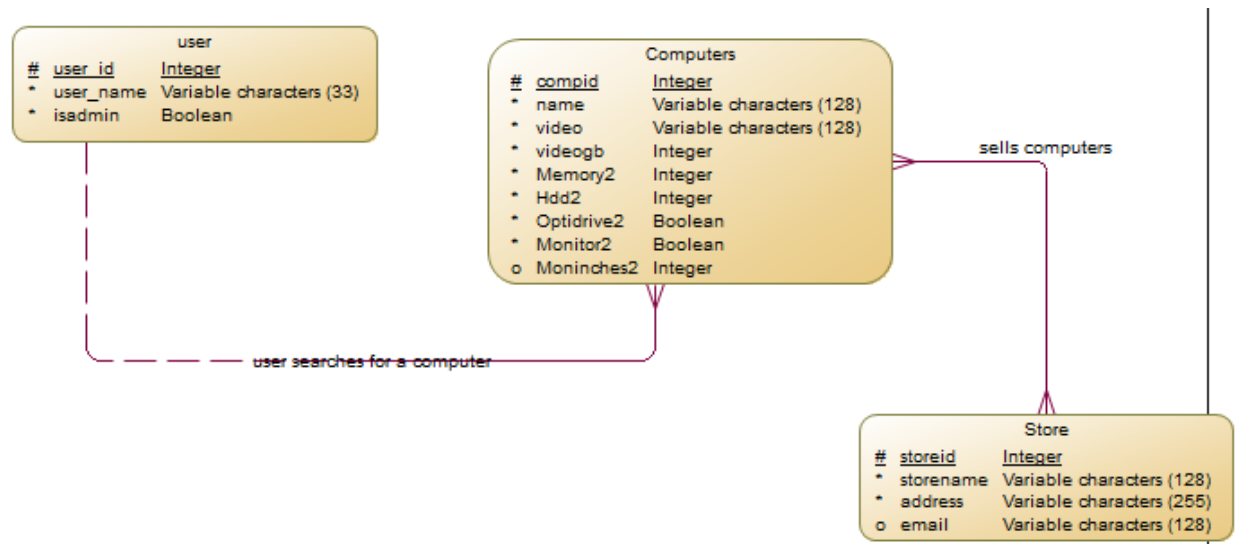 user
# user_id Integer
* user_name Variable characters (33)
* isadmin Boolean
Computers
# compid Integer
* name Variable characters (128)
* video Variable characters (128)
* videogb Integer
* Memory2 Integer
* Hdd2 Integer
* Optidrive2 Boolean
* Monitor2 Boolean
o Moninches2 Integer
sells computers
user searches for a computer
Store
# storeid Integer
* storename Variable characters (128)
* address Variable characters (255)
o email Variable characters (128)